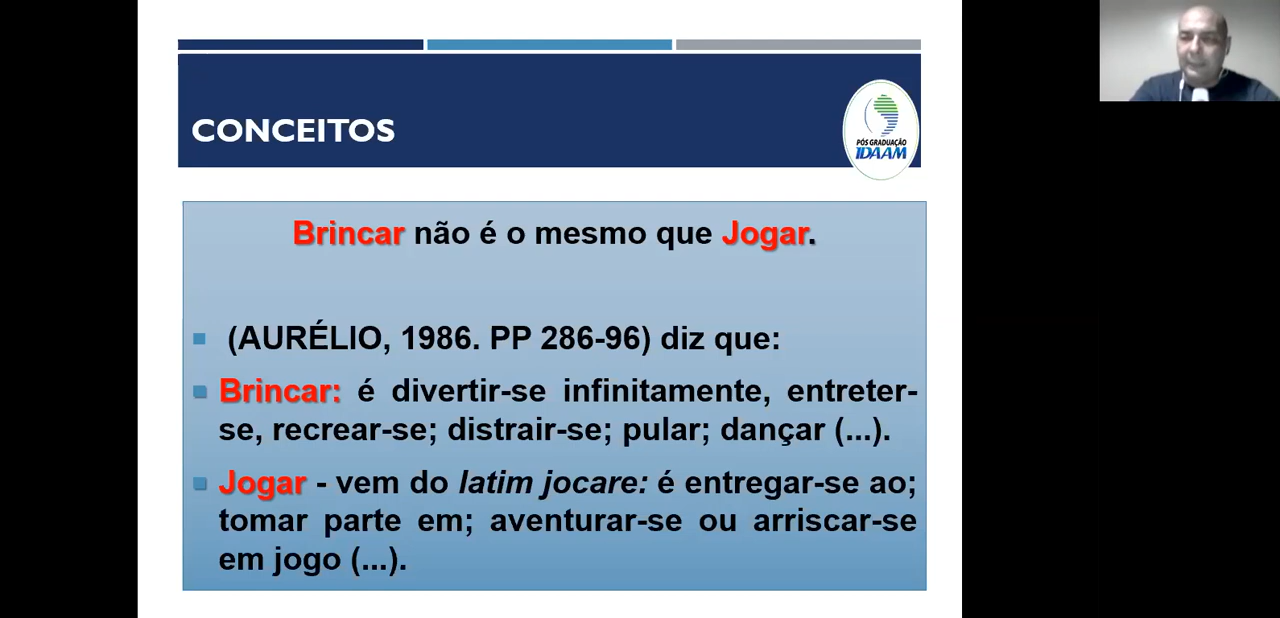 CONCEITOS
PÓS GRADUAÇÃO
IDAAM
Brincar não é o mesmo que Jogar.
(AURÉLIO, 1986. PP 286-96) diz que:
Brincar: é divertir-se infinitamente, entreter-
se, recrear-se; distrair-se; pular; dançar (...).
Jogar - vem do latim jocare: é entregar-se ao;
tomar parte em; aventurar-se ou arriscar-se
em jogo (...).